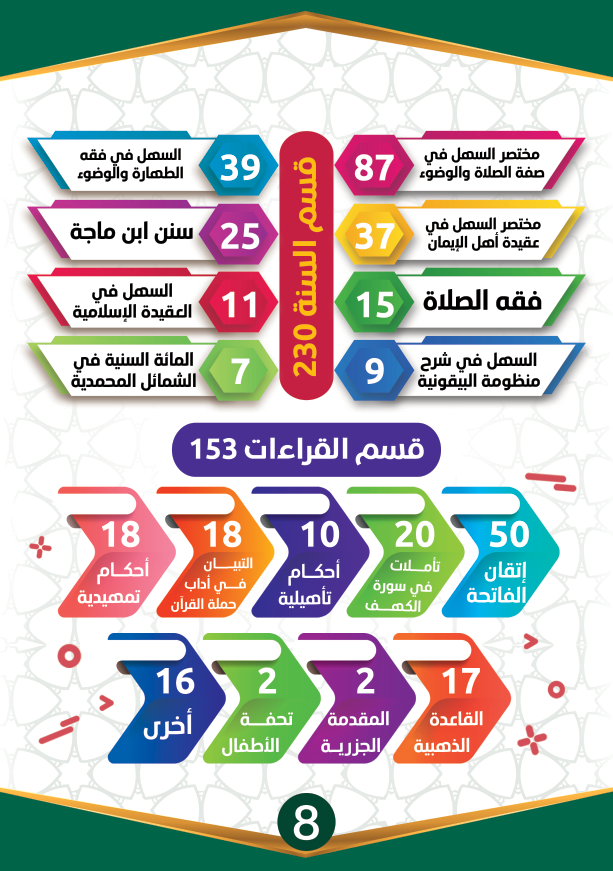 قسم السنة 230
87
مختصر السهل في
صفة الصلاة والوضوء
39
السهل في فقه
الطهارة والوضوء
37
مختصر السهل في
عقيدة أهل الإيمان
25
سنن ابن ماجة
15
فقه الصلاة
11
السهل في
العقيدة الإسلامية
9
السهل في شرح
منظومة البيقونية
7
المائة السنية في
الشمائل المحمدية
قسم القراءات 153
50
إتقان
الفاتحة
20
تأملات
في سورة
الكهف
10
أحكام
تأهيلية
18
التبيان
في أداب
حملة القرآن
18
أحكام
تمهيدية
17
القاعدة
الذهبية
2
المقدمة
الجزرية
2
تحفة
الأطفال
16
أخرى
8